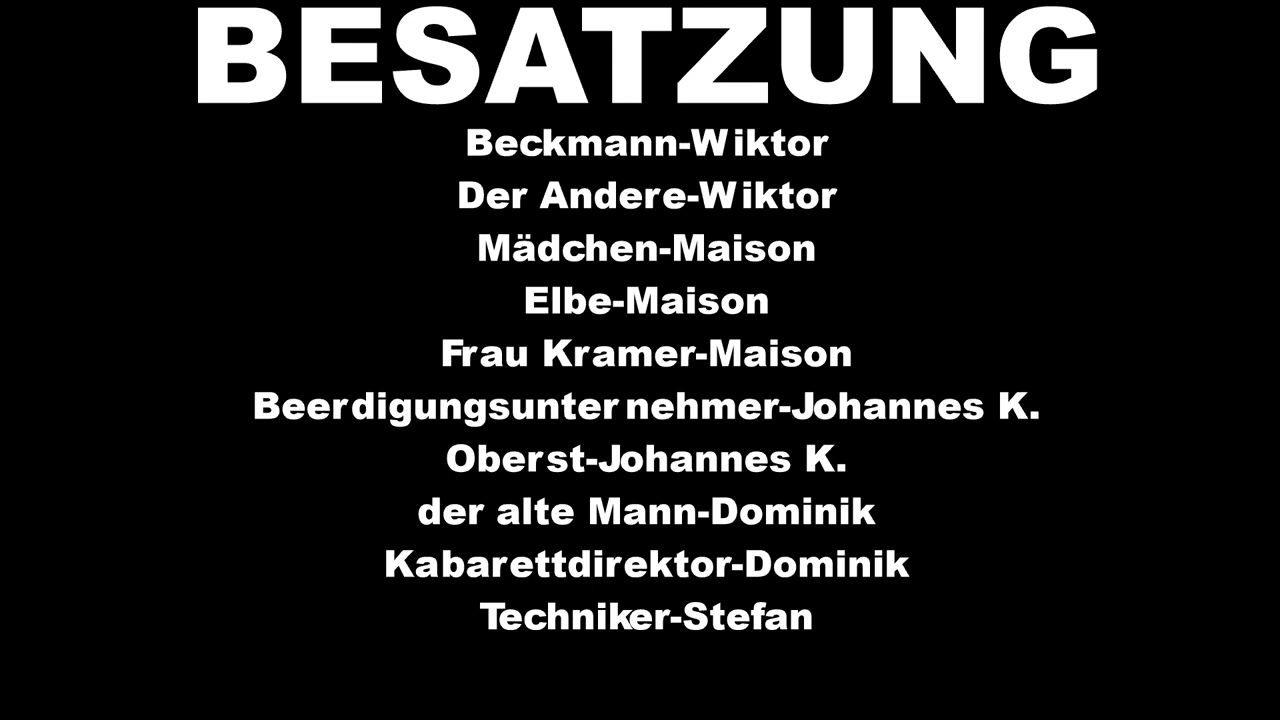 BESATZUNG
Beckmann-Wiktor
Der Andere-Wiktor
Mädchen-Maison
Elbe-Maison
Frau Kramer-Maison
Beerdigungsunternehmer-Johannes K.
Oberst-Johannes K.
der alte Mann-Dominik
Kabarettdirektor-Dominik
Techniker-Stefan